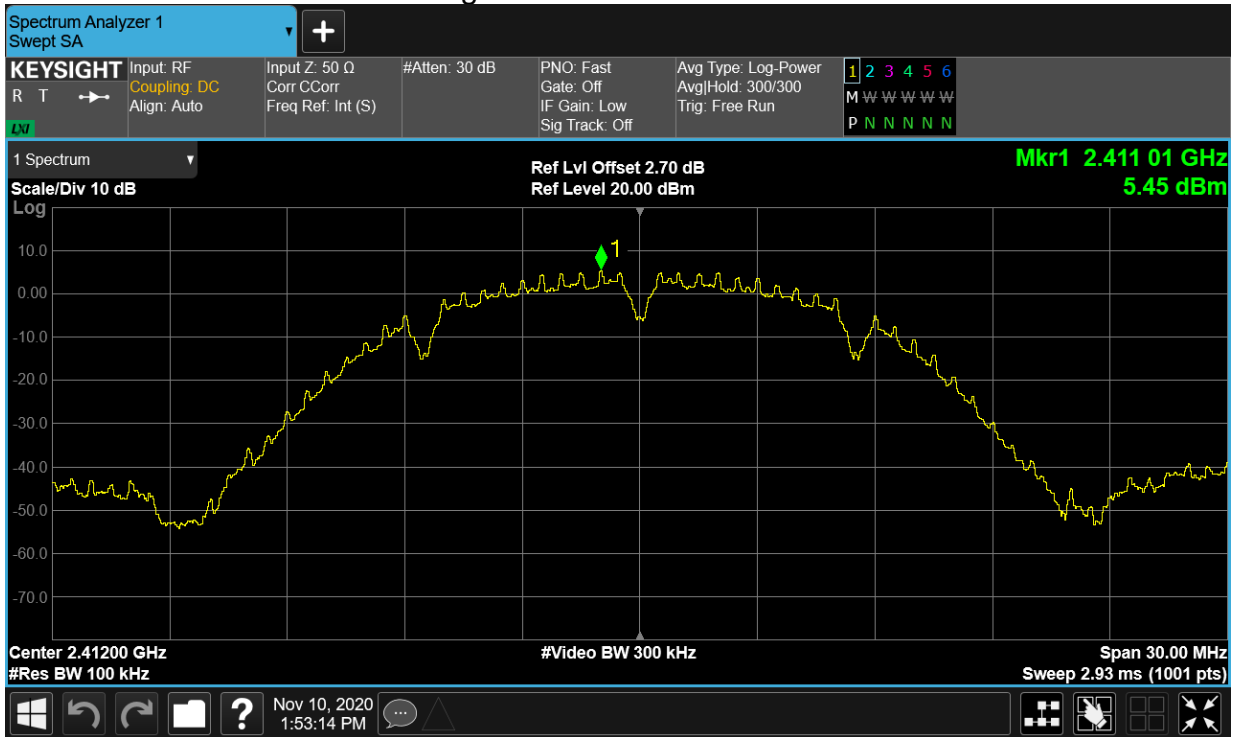 Spectrum Analyzer 1
Swept SA
KEYSIGHT
R T
LXI
Input: RF
Coupling: DC
Align: Auto
Input Z: 50 Ω
Corr CCorr
Freq Ref: Int (S)
#Atten: 30 dB
PNO: Fast
Gate: Off
IF Gain: Low
Sig Track: Off
Avg Type: Log-Power
Avg|Hold: 300/300
Trig: Free Run
1 2 3 4 5 6
M W W W W W
P N N N N N
1 Spectrum
Scale/Div 10 dB
Ref Lvl Offset 2.70 dB
Ref Level 20.00 dBm
Mkr1 2.411 01 GHz
5.45 dBm
Log
1
10.0
0.00
-10.0
-20.0
-30.0
-40.0
-50.0
-60.0
-70.0
Center 2.41200 GHz
#Res BW 100 kHz
#Video BW 300 kHz
Span 30.00 MHz
Sweep 2.93 ms (1001 pts)
?
Nov 10, 2020
1:53:14 PM